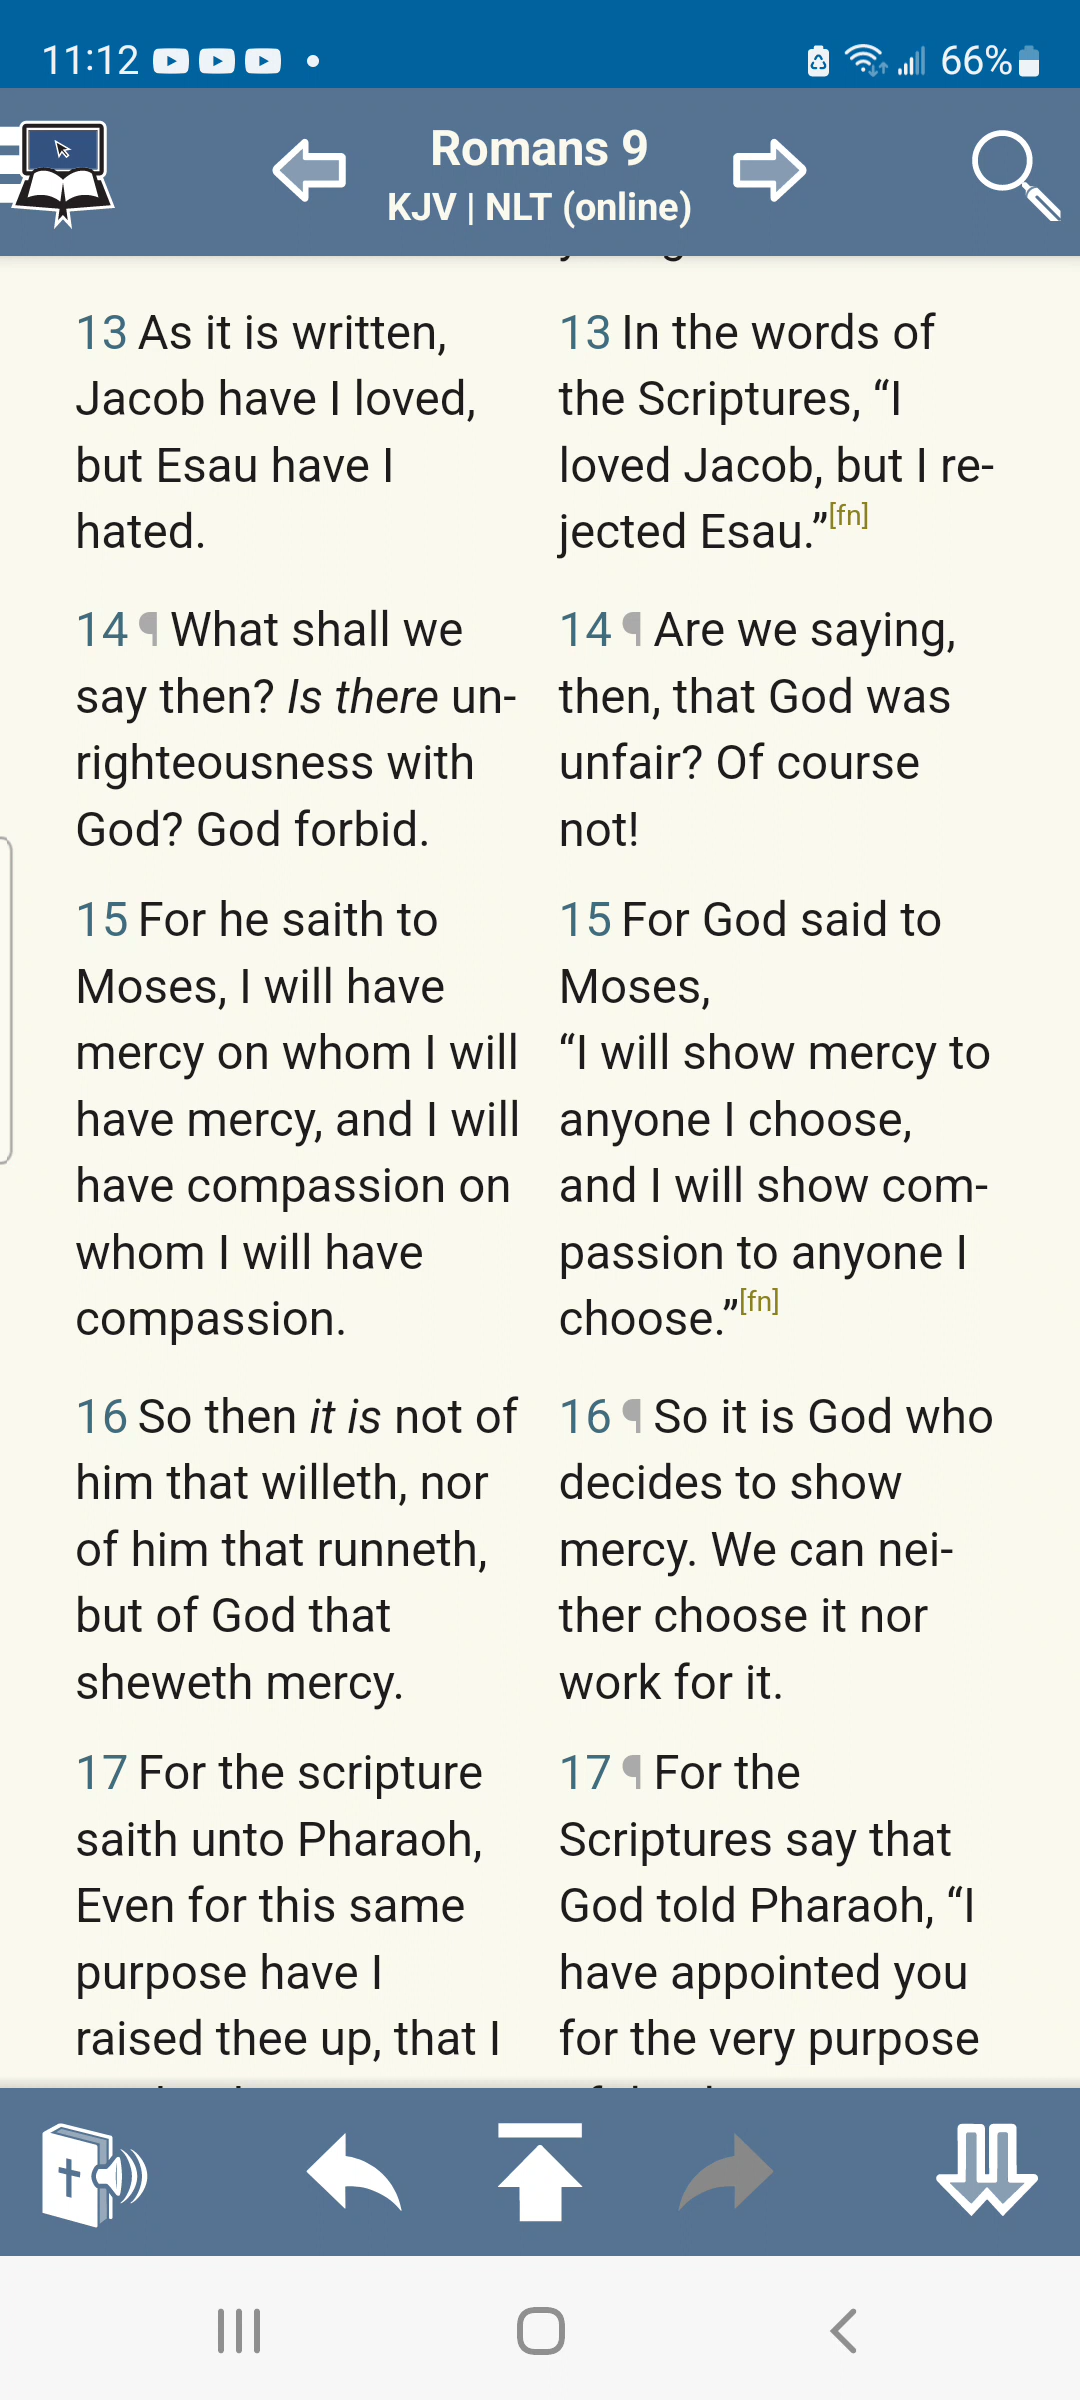 11:12
66%
Romans 9
KJV | NLT (online)
13 As it is written,
Jacob have I loved,
but Esau have I
hated.
14 ¶ What shall we
say then? Is there un-
righteousness with
God? God forbid.
15 For he saith to
Moses, I will have
mercy on whom I will
have mercy, and I will
have compassion on
whom I will have
compassion.
16 So then it is not of
him that willeth, nor
of him that runneth,
but of God that
sheweth mercy.
17 For the scripture
saith unto Pharaoh,
Even for this same
purpose have I
raised thee up, that I
13 In the words of
the Scriptures, “I
loved Jacob, but I re-
jected Esau.”[fn]
14 ¶ Are we saying,
then, that God was
unfair? Of course
not!
15 For God said to
Moses,
“I will show mercy to
anyone I choose,
and I will show com-
passion to anyone I
choose.”[fn]
16 ¶ So it is God who
decides to show
mercy. We can nei-
ther choose it nor
work for it.
17 ¶ For the
Scriptures say that
God told Pharaoh, “I
have appointed you
for the very purpose